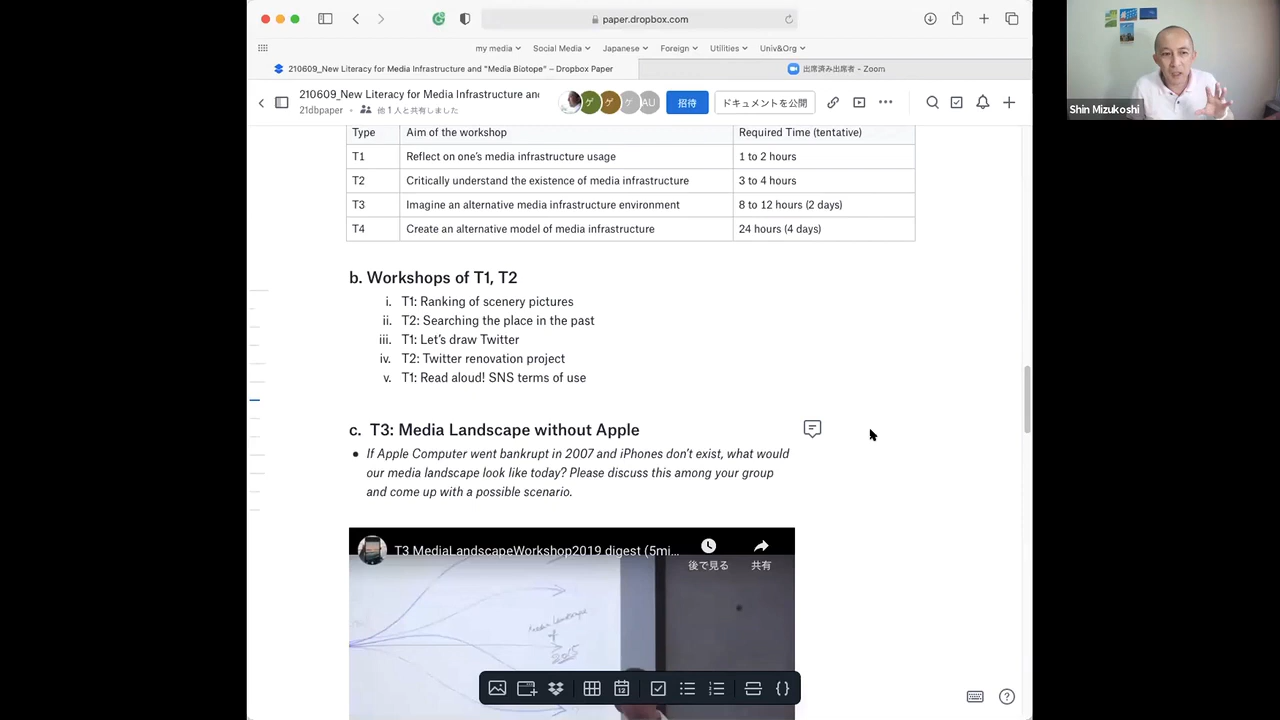 paper.dropbox.com
my media Social Media Japanese Foreign Utilities Univ&Org
210609_New Literacy for Media Infrastructure and "Media Biotope" – Dropbox Paper
出席済み出席者 – Zoom
210609_New Literacy for Media Infrastructure and
21dbpaper • 他 1 人と共有しました
ゲ ゲ ゲ AU
招待
ドキュメントを公開
Shin Mizukoshi
Type Aim of the workshop Required Time (tentative)
T1 Reflect on one's media infrastructure usage 1 to 2 hours
T2 Critically understand the existence of media infrastructure 3 to 4 hours
T3 Imagine an alternative media infrastructure environment 8 to 12 hours (2 days)
T4 Create an alternative model of media infrastructure 24 hours (4 days)
b. Workshops of T1, T2
i. T1: Ranking of scenery pictures
ii. T2: Searching the place in the past
iii. T1: Let's draw Twitter
iv. T2: Twitter renovation project
v. T1: Read aloud! SNS terms of use
c. T3: Media Landscape without Apple
• If Apple Computer went bankrupt in 2007 and iPhones don't exist, what would
our media landscape look like today? Please discuss this among your group
and come up with a possible scenario.
T3 MediaLandscapeWorkshop2019 digest (5mi...
後で見る 共有
Media Landscape
of
2015
12